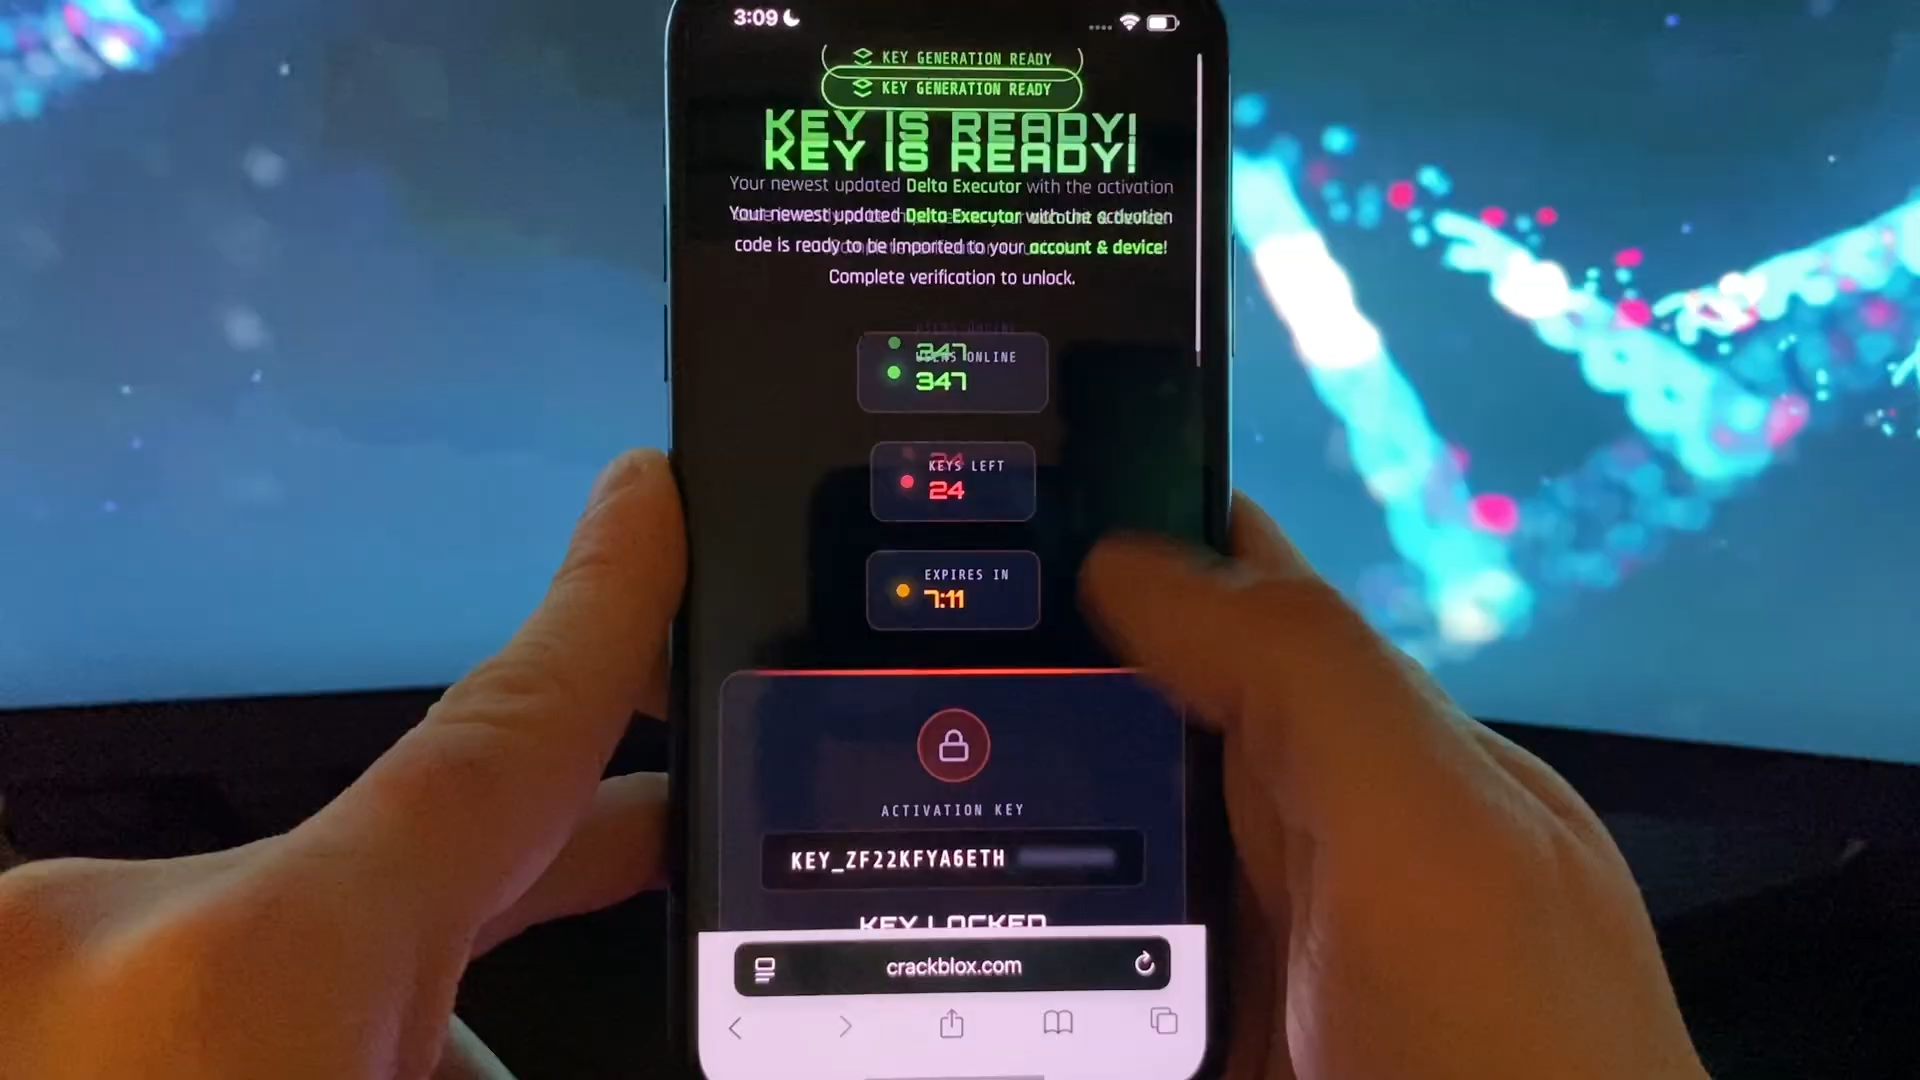 3:09
KEY GENERATION READY
KEY GENERATION READY
KEY IS READY!
KEY IS READY!
Your newest updated Delta Executor with the activation
Your newest updated Delta Executor with the activation
code is ready to be imported to your account & device!
Complete verification to unlock.
347
USERS ONLINE
347
24
KEYS LEFT
24
EXPIRES IN
7:11
ACTIVATION KEY
KEY_ZF22KFYA6ETH
KEY LOCKED
crackblox.com